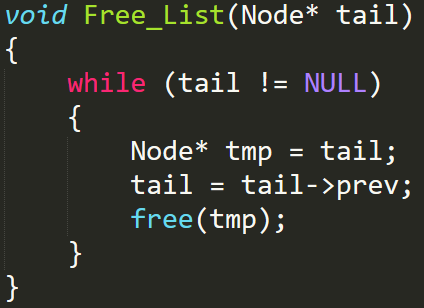 void Free_List(Node* tail)
{
    while (tail != NULL)
    {
        Node* tmp = tail;
        tail = tail->prev;
        free(tmp);
    }
}